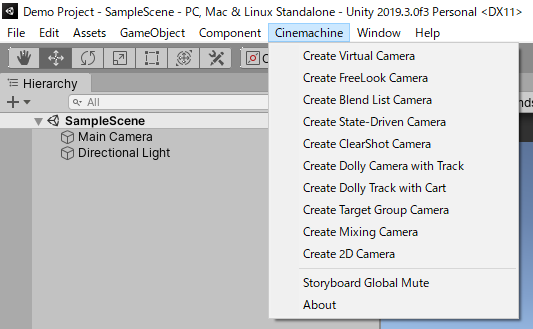 Demo Project - SampleScene - PC, Mac & Linux Standalone - Unity 2019.3.0f3 Personal <DX11>
File Edit Assets GameObject Component Cinemachine Window Help
Hierarchy
All
SampleScene
Main Camera
Directional Light
Create Virtual Camera
Create FreeLook Camera
Create Blend List Camera
Create State-Driven Camera
Create ClearShot Camera
Create Dolly Camera with Track
Create Dolly Track with Cart
Create Target Group Camera
Create Mixing Camera
Create 2D Camera
Storyboard Global Mute
About